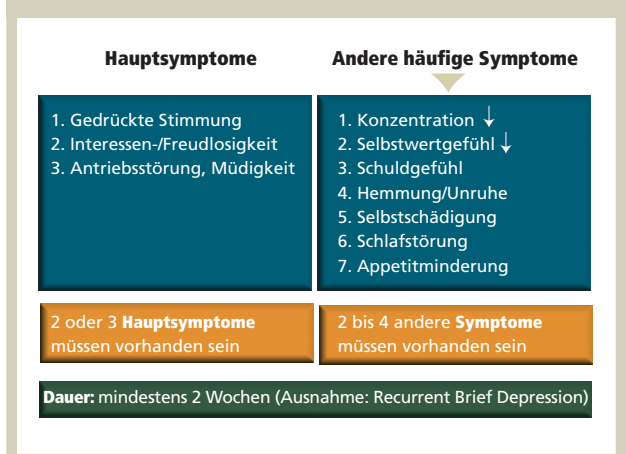 Hauptsymptome
1. Gedrückte Stimmung
2. Interessen-/Freudlosigkeit
3. Antriebsstörung, Müdigkeit
2 oder 3 Hauptsymptome
müssen vorhanden sein
Andere häufige Symptome
1. Konzentration ↓
2. Selbstwertgefühl ↓
3. Schuldgefühl
4. Hemmung/Unruhe
5. Selbstschädigung
6. Schlafstörung
7. Appetitminderung
2 bis 4 andere Symptome
müssen vorhanden sein
Dauer: mindestens 2 Wochen (Ausnahme: Recurrent Brief Depression)